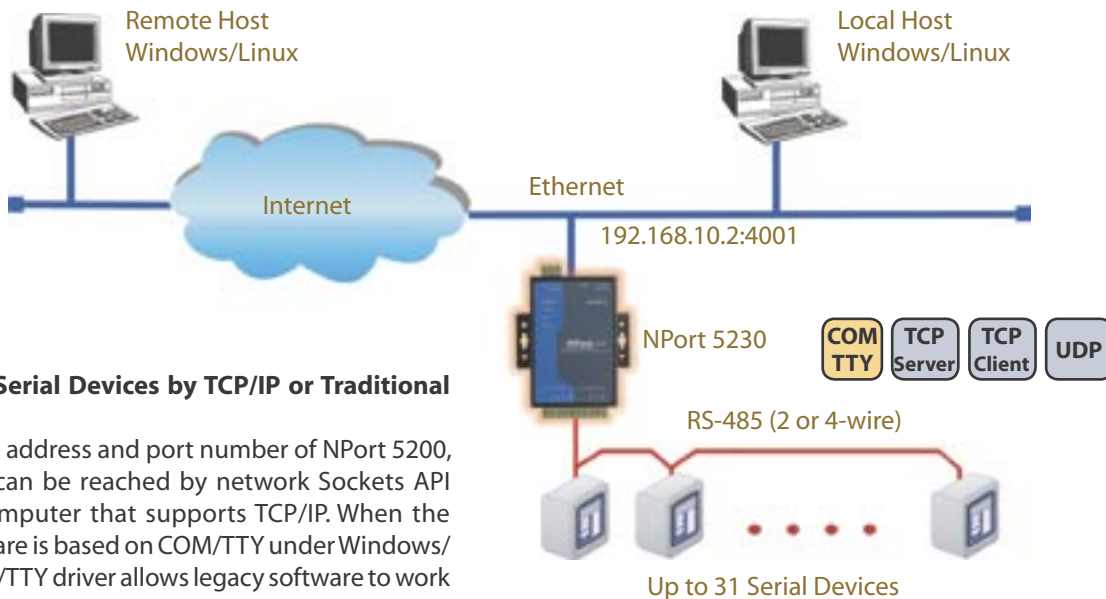 Remote Host
Windows/Linux
Local Host
Windows/Linux
Internet
Ethernet
192.168.10.2:4001
NPort 5230
COM
TTY
TCP
Server
TCP
Client
UDP
RS-485 (2 or 4-wire)
Up to 31 Serial Devices
Serial Devices by TCP/IP or Traditional
address and port number of NPort 5200,
can be reached by network Sockets API
mputer that supports TCP/IP. When the
are is based on COM/TTY under Windows/
/TTY driver allows legacy software to work